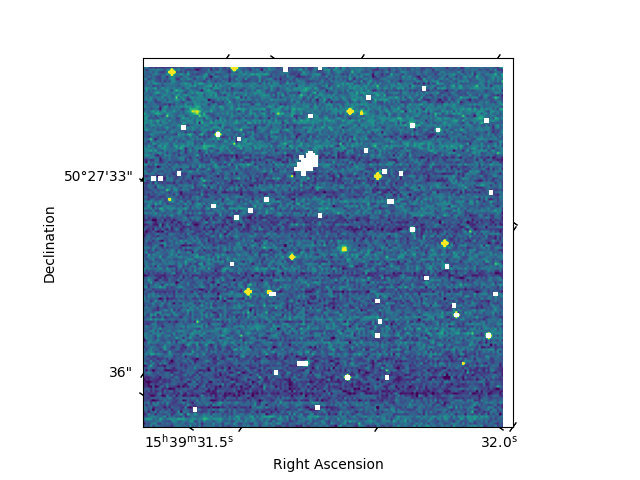 50°27'33"
Declination
36"
15ʰ39ᵐ31.5ˢ
32.0ˢ
Right Ascension